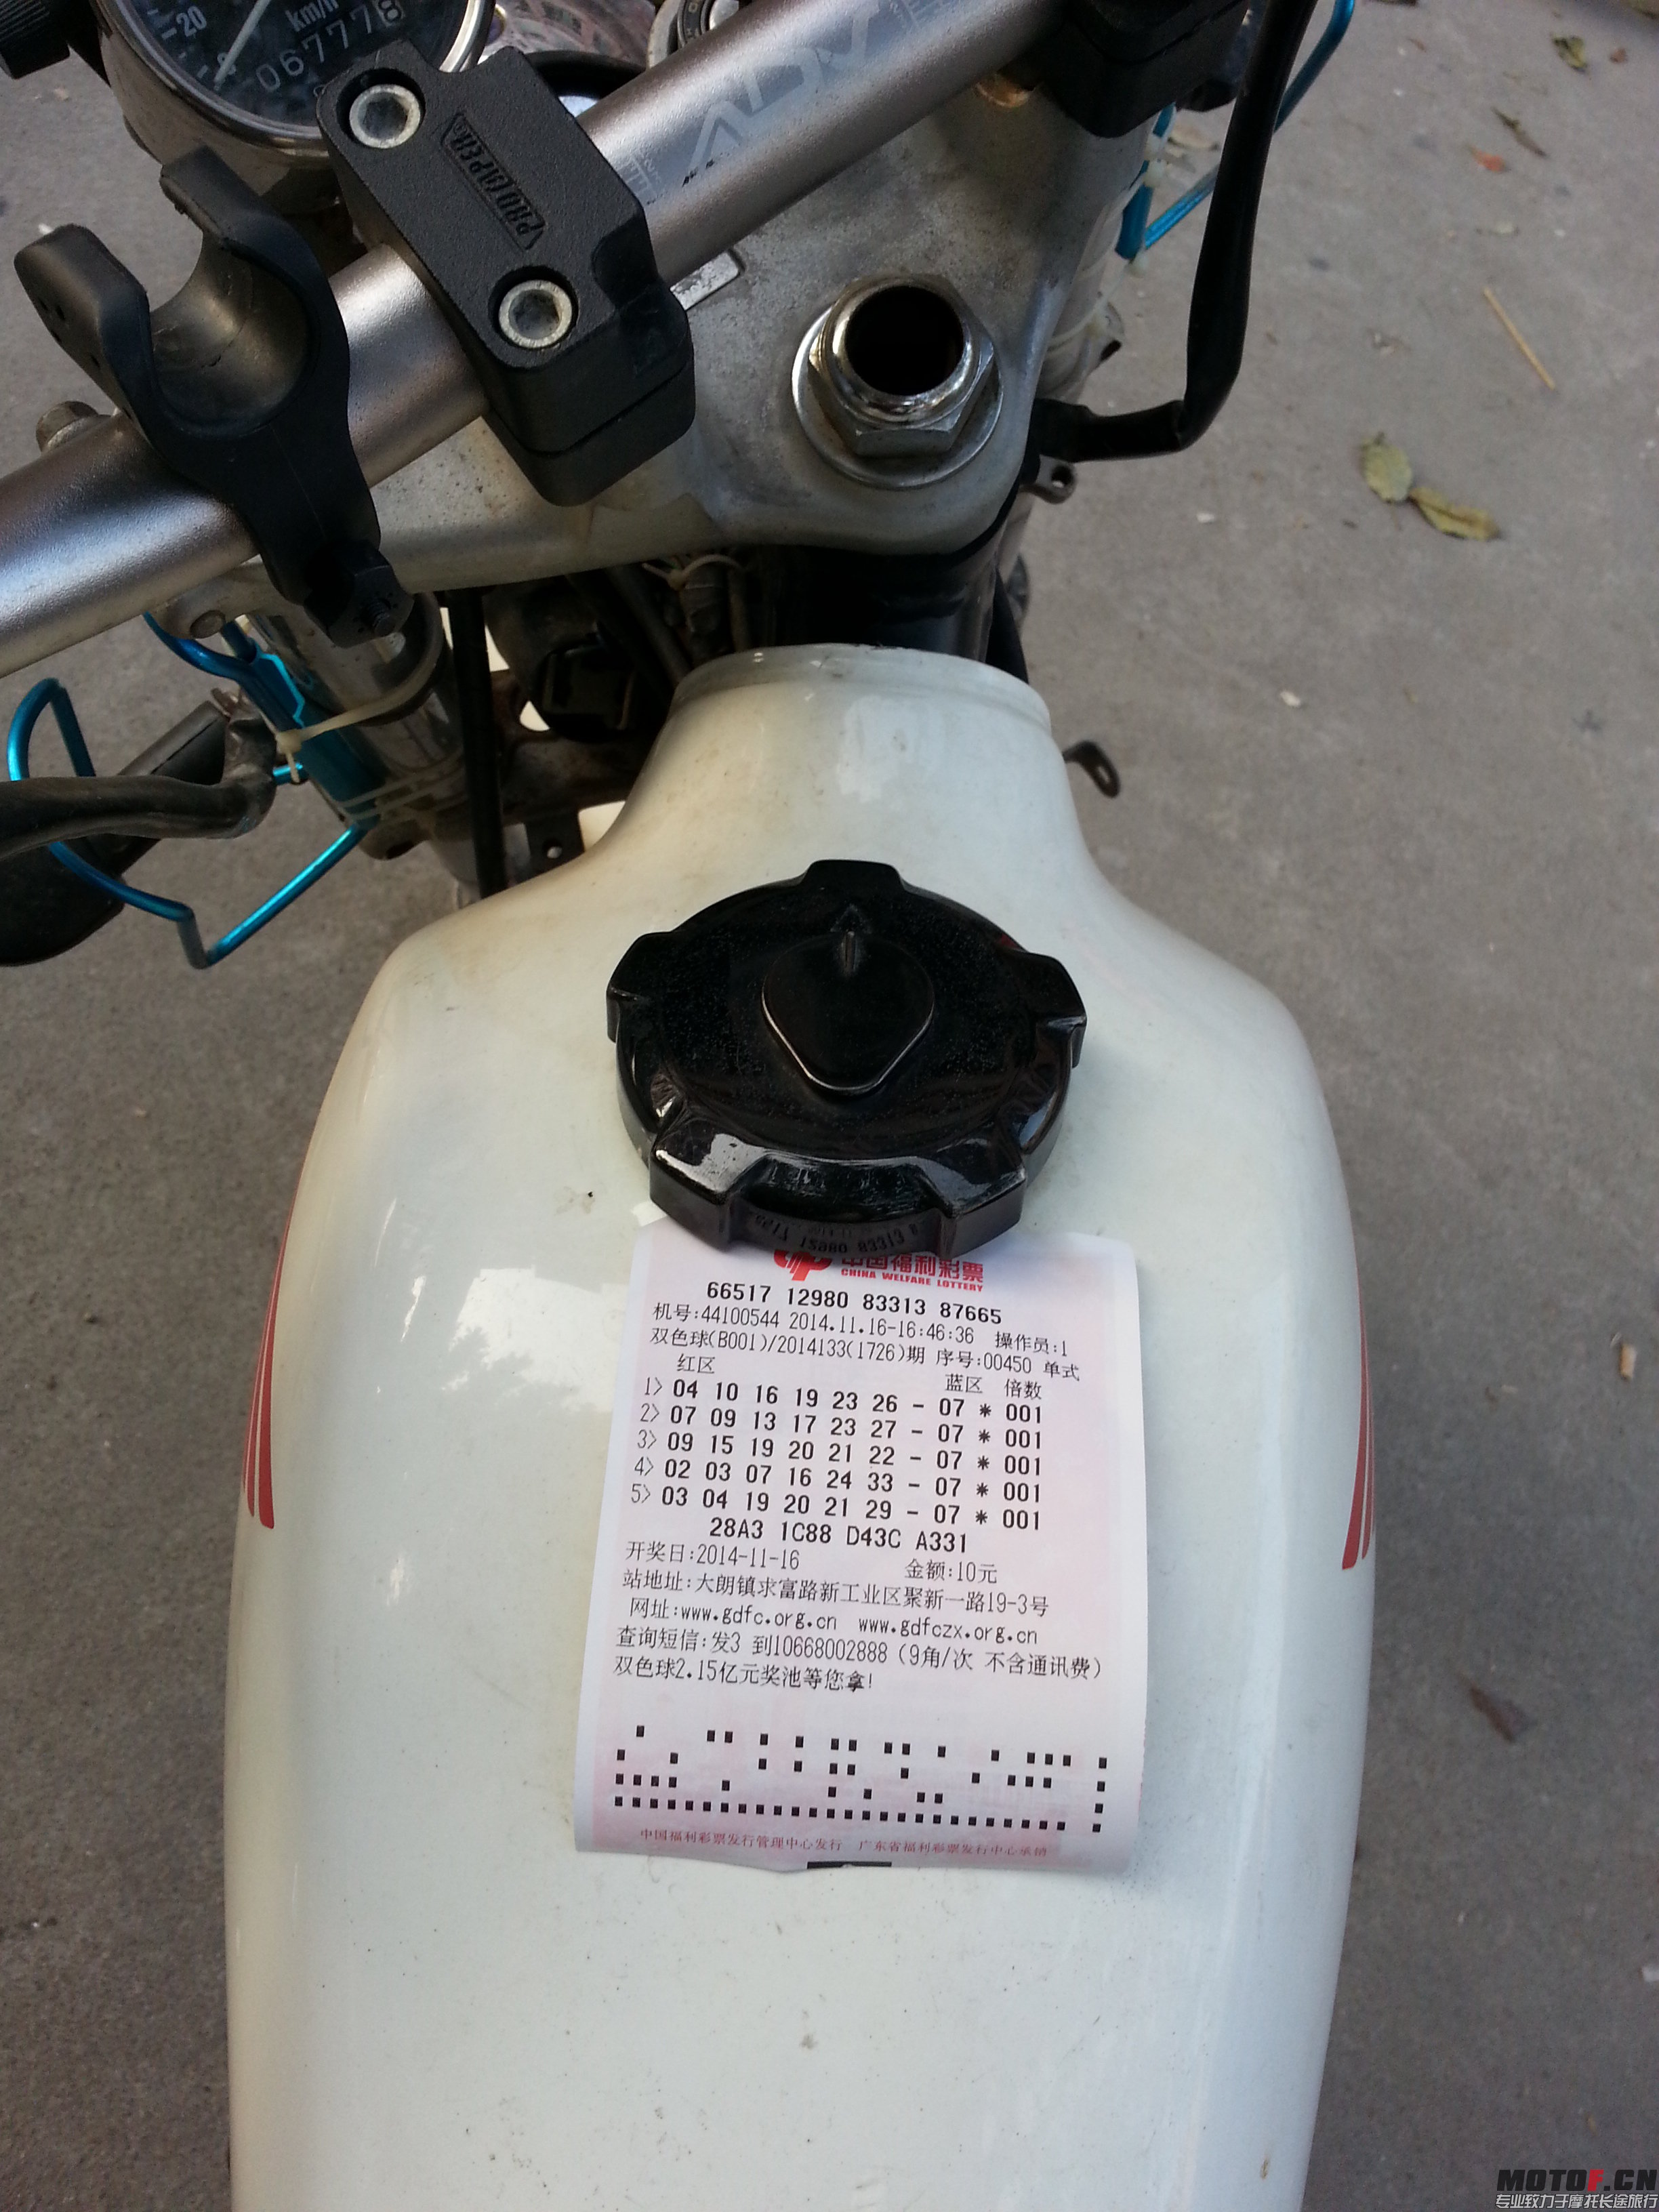 20
km/h
067778
PRO TAPER
中国福利彩票
CHINA WELFARE LOTTERY
66517 12980 83313 87665
机号:44100544 2014.11.16-16:46:36 操作员:1
双色球(B001)/2014133(1726)期 序号:00450 单式
红区 蓝区 倍数
1> 04 10 16 19 23 26 - 07 * 001
2> 07 09 13 17 23 27 - 07 * 001
3> 09 15 19 20 21 22 - 07 * 001
4> 02 03 07 16 24 33 - 07 * 001
5> 03 04 19 20 21 29 - 07 * 001
28A3 1C88 D43C A331
开奖日:2014-11-16 金额:10元
站地址:大朗镇求富路新工业区聚新一路19-3号
网址:www.gdfc.org.cn www.gdfczx.org.cn
查询短信:发3 到10668002888(9角/次 不含通讯费)
双色球2.15亿元奖池等您拿!
中国福利彩票发行管理中心发行 广东省福利彩票发行中心承销
MOTOF.CN
专业致力于摩托长途旅行